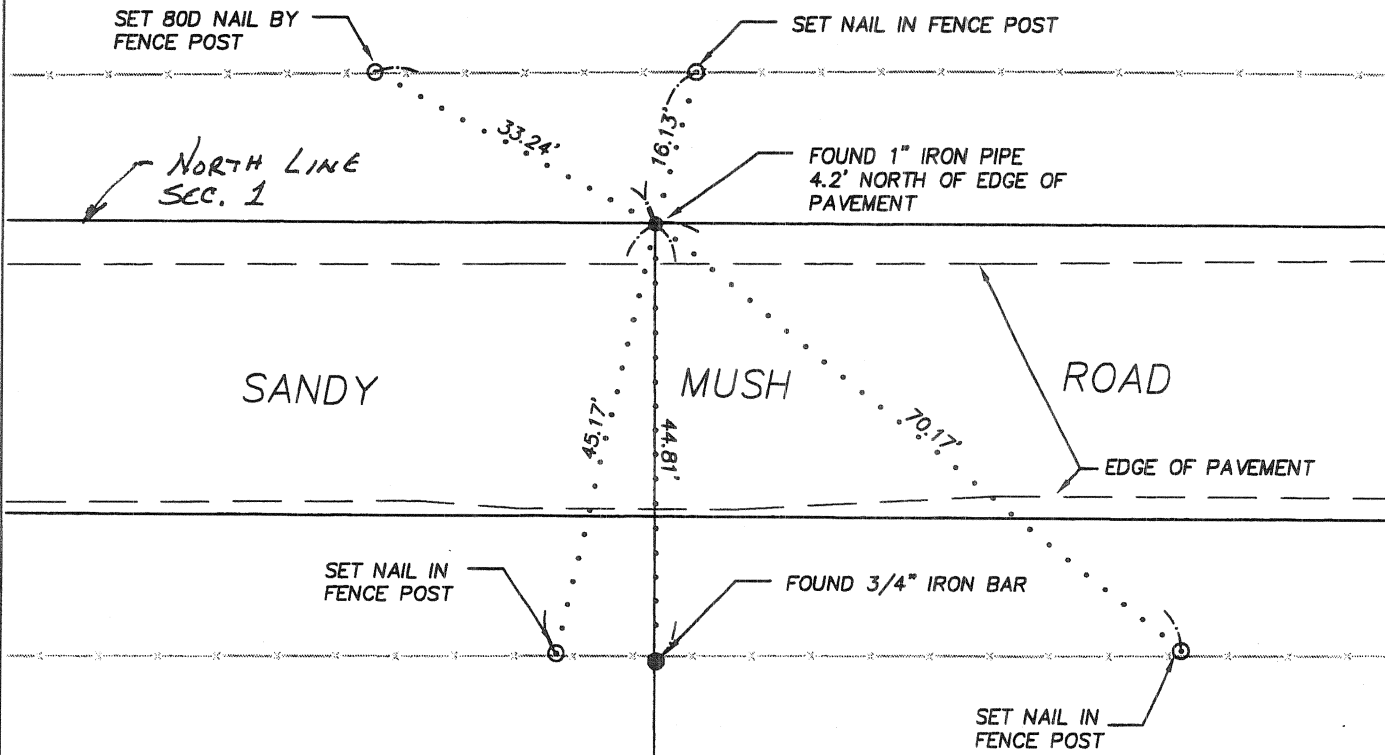 SET 80D NAIL BY
FENCE POST
SET NAIL IN FENCE POST
33.24'
16.13'
NORTH LINE
SEC. 1
FOUND 1" IRON PIPE
4.2' NORTH OF EDGE OF
PAVEMENT
SANDY MUSH ROAD
45.17'
44.81'
70.17'
EDGE OF PAVEMENT
SET NAIL IN
FENCE POST
FOUND 3/4" IRON BAR
SET NAIL IN
FENCE POST